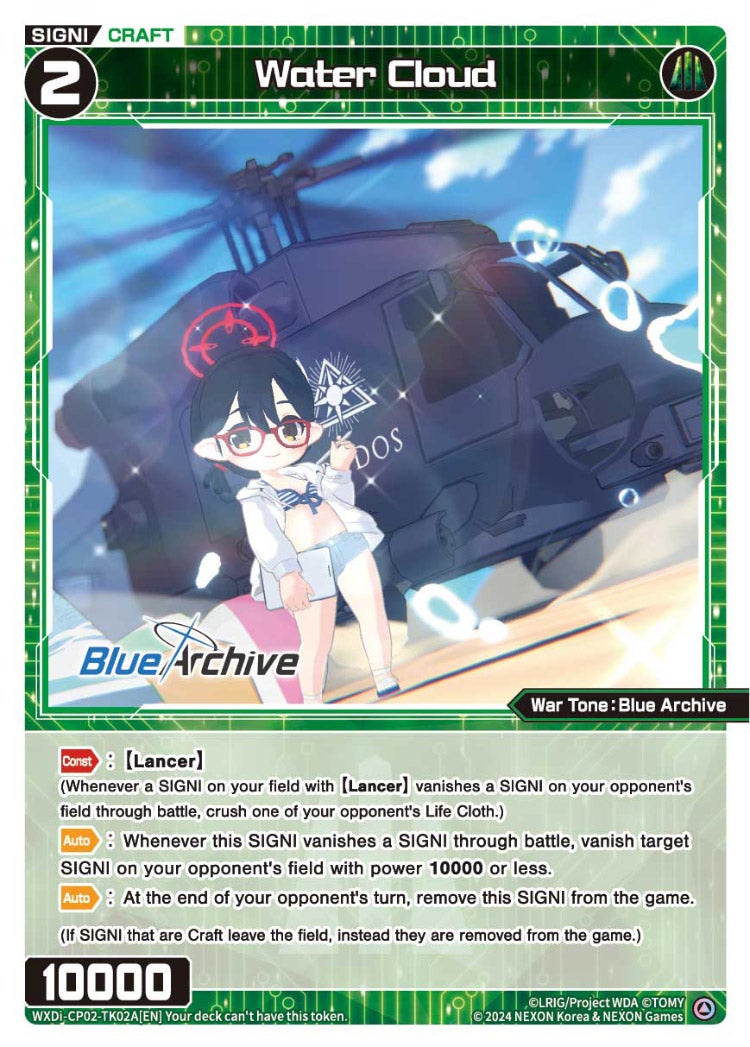 SIGNI CRAFT
2
Water Cloud
DOS
Blue Archive
War Tone:Blue Archive
Const : 【Lancer】
(Whenever a SIGNI on your field with 【Lancer】 vanishes a SIGNI on your opponent's
field through battle, crush one of your opponent's Life Cloth.)
Auto : Whenever this SIGNI vanishes a SIGNI through battle, vanish target
SIGNI on your opponent's field with power 10000 or less.
Auto : At the end of your opponent's turn, remove this SIGNI from the game.
(If SIGNI that are Craft leave the field, instead they are removed from the game.)
10000
WXDi-CP02-TK02A[EN] Your deck can't have this token.
©LRIG/Project WDA ©TOMY
© 2024 NEXON Korea & NEXON Games